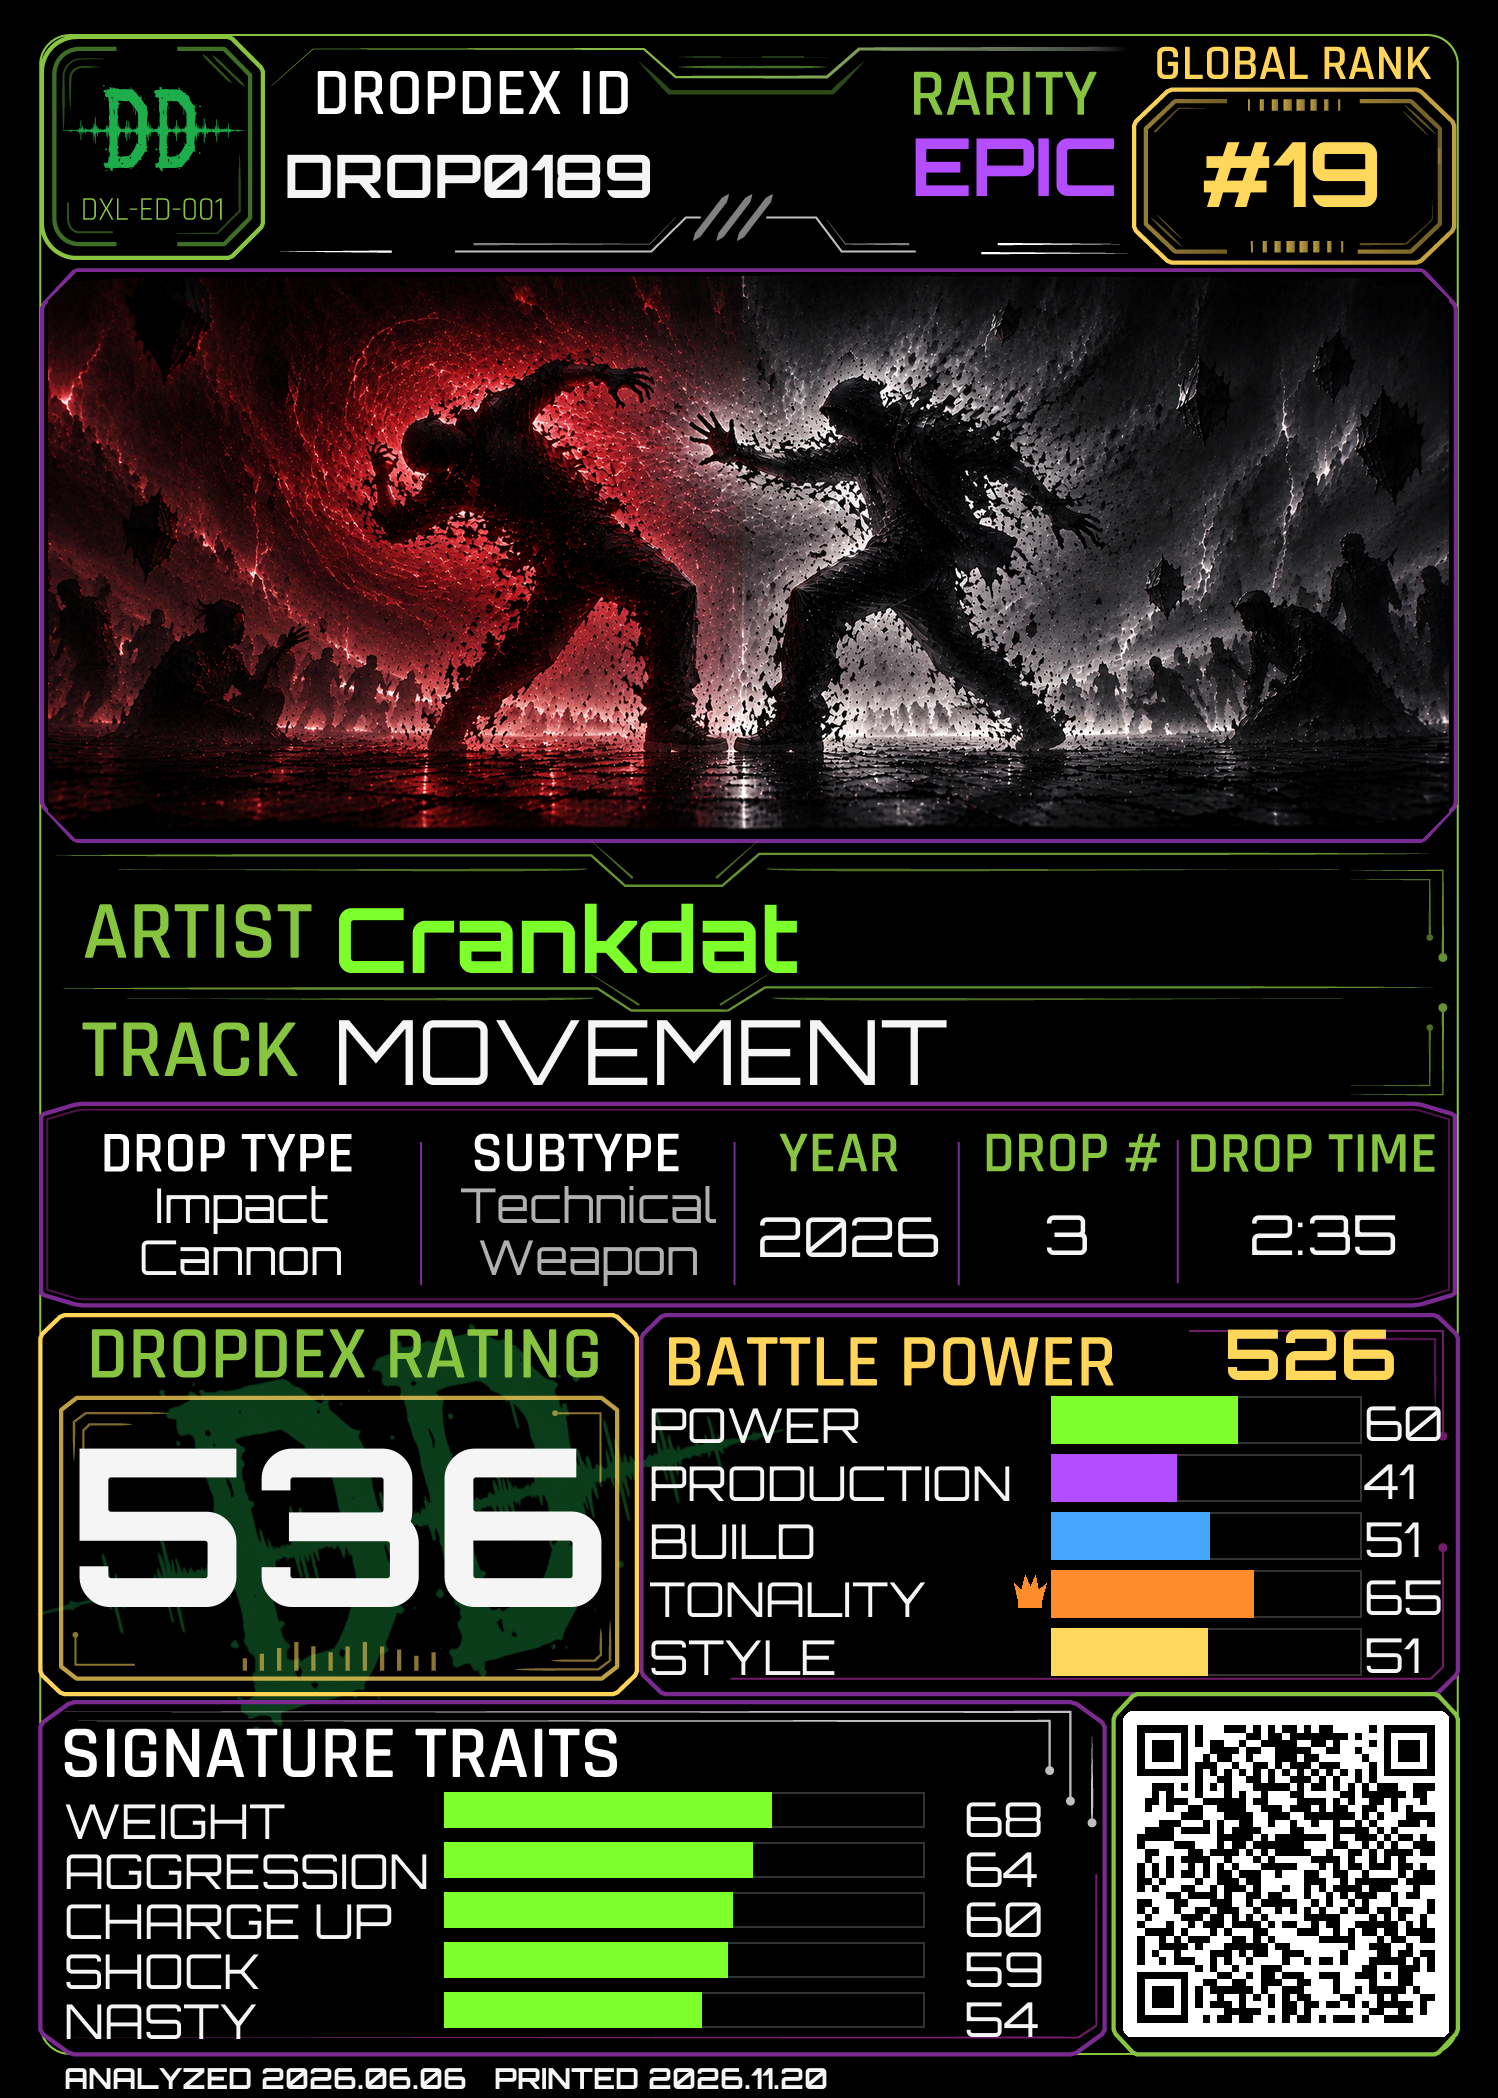 DD
DXL-ED-001
DROPDEX ID
DROP0189
RARITY
EPIC
GLOBAL RANK
#19
ARTIST Crankdat
TRACK MOVEMENT
DROP TYPE
Impact
Cannon
SUBTYPE
Technical
Weapon
YEAR
2026
DROP #
3
DROP TIME
2:35
DROPDEX RATING
536
BATTLE POWER 526
POWER 60
PRODUCTION 41
BUILD 51
TONALITY 65
STYLE 51
SIGNATURE TRAITS
WEIGHT 68
AGGRESSION 64
CHARGE UP 60
SHOCK 59
NASTY 54
ANALYZED 2026.06.06 PRINTED 2026.11.20